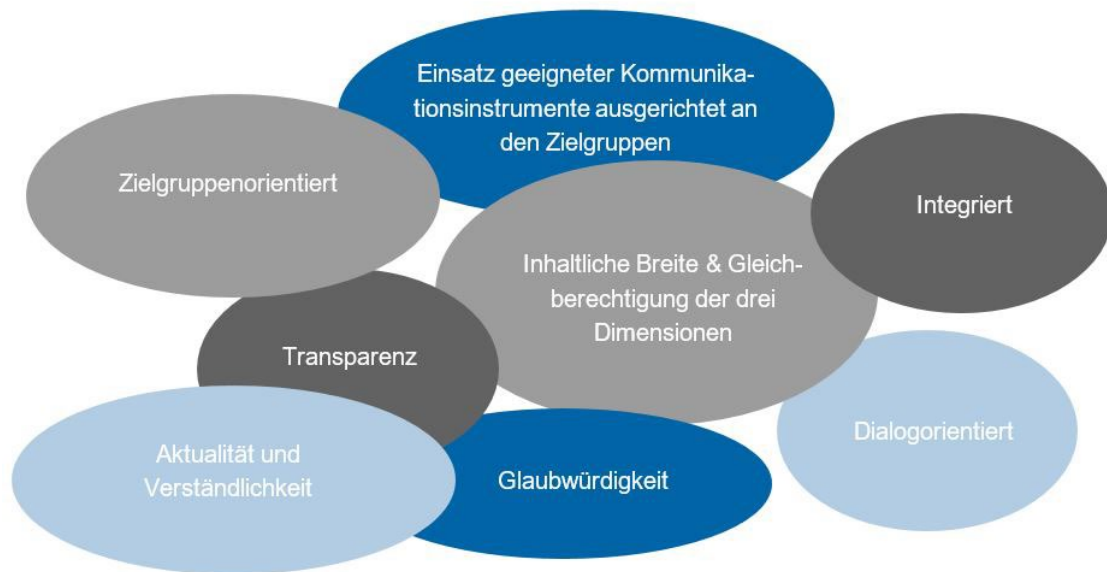 Einsatz geeigneter Kommunika-
tionsinstrumente ausgerichtet an
den Zielgruppen
Zielgruppenorientiert
Integriert
Inhaltliche Breite & Gleich-
berechtigung der drei
Dimensionen
Transparenz
Dialogorientiert
Aktualität und
Verständlichkeit
Glaubwürdigkeit